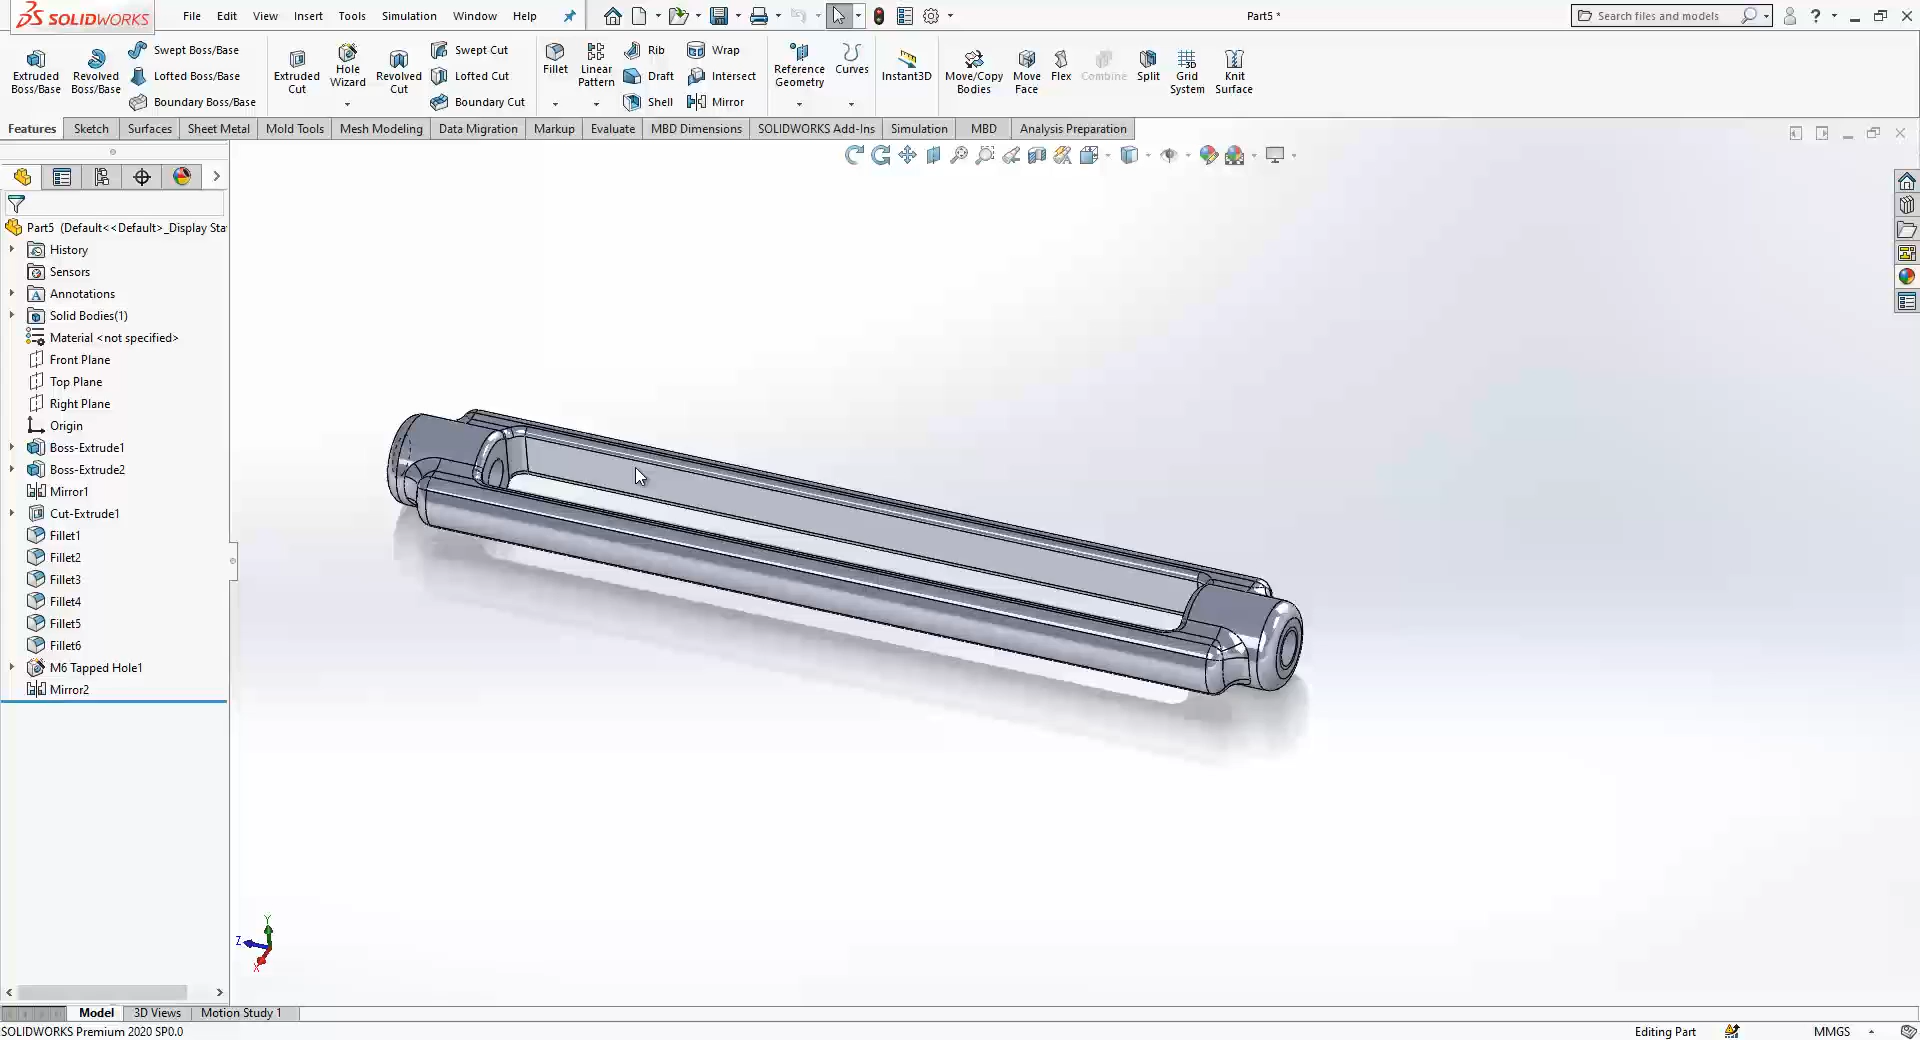 SOLIDWORKS File Edit View Insert Tools Simulation Window Help Part5 * Search files and models ?
Extruded Boss/Base
Revolved Boss/Base
Swept Boss/Base
Lofted Boss/Base
Boundary Boss/Base
Extruded Cut
Hole Wizard
Revolved Cut
Swept Cut
Lofted Cut
Boundary Cut
Fillet
Linear Pattern
Rib
Draft
Shell
Wrap
Intersect
Mirror
Reference Geometry
Curves
Instant3D
Move/Copy Bodies
Move Face
Flex
Combine
Split
3D
Grid System
Knit Surface
Features Sketch Surfaces Sheet Metal Mold Tools Mesh Modeling Data Migration Markup Evaluate MBD Dimensions SOLIDWORKS Add-Ins Simulation MBD Analysis Preparation
Part5 (Default<<Default>_Display Sta
History
Sensors
A Annotations
Solid Bodies(1)
Material <not specified>
Front Plane
Top Plane
Right Plane
Origin
Boss-Extrude1
Boss-Extrude2
Mirror1
Cut-Extrude1
Fillet1
Fillet2
Fillet3
Fillet4
Fillet5
Fillet6
M6 Tapped Hole1
Mirror2
Y
Z
X
Model 3D Views Motion Study 1
SOLIDWORKS Premium 2020 SP0.0 Editing Part MMGS